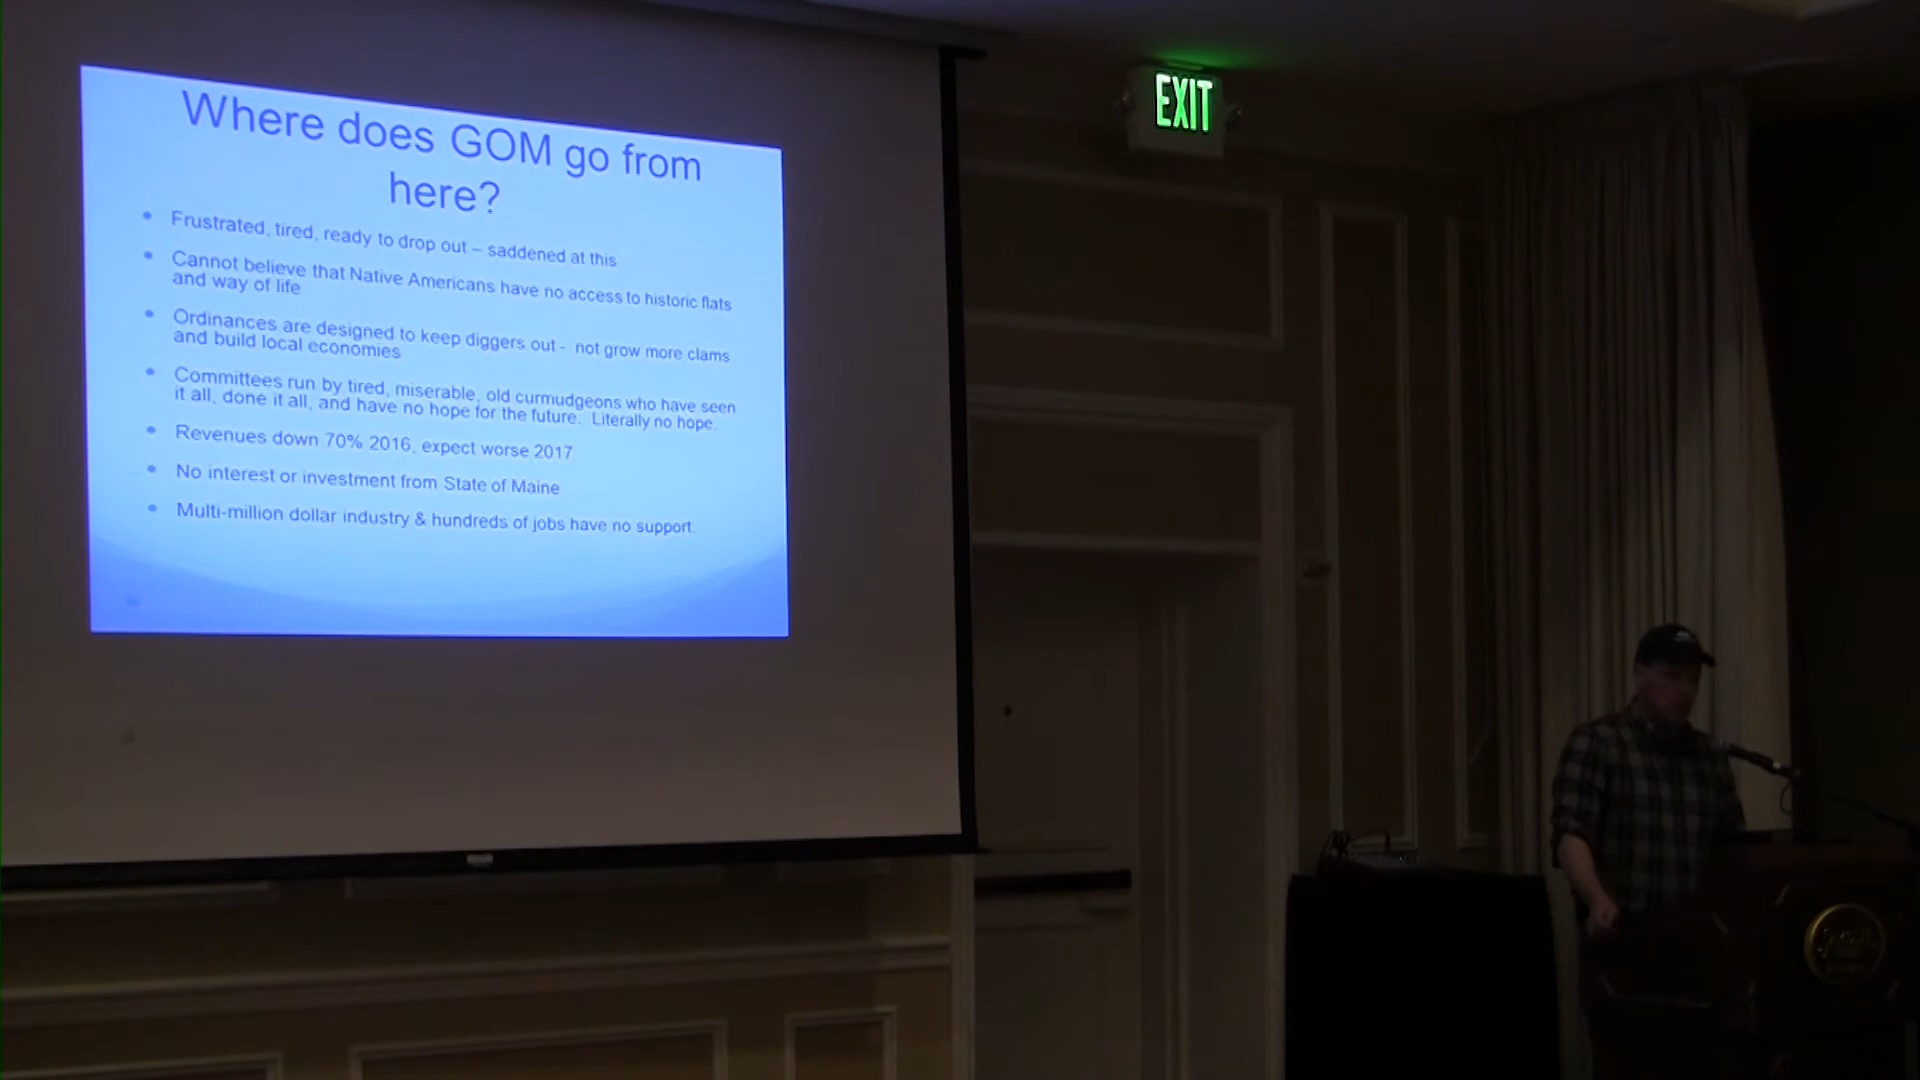 Where does GOM go from
here?
• Frustrated, tired, ready to drop out – saddened at this
• Cannot believe that Native Americans have no access to historic flats
and way of life
• Ordinances are designed to keep diggers out - not grow more clams
and build local economies
• Committees run by tired, miserable, old curmudgeons who have seen
it all, done it all, and have no hope for the future. Literally no hope.
• Revenues down 70% 2016, expect worse 2017
• No interest or investment from State of Maine
• Multi-million dollar industry & hundreds of jobs have no support.
EXIT